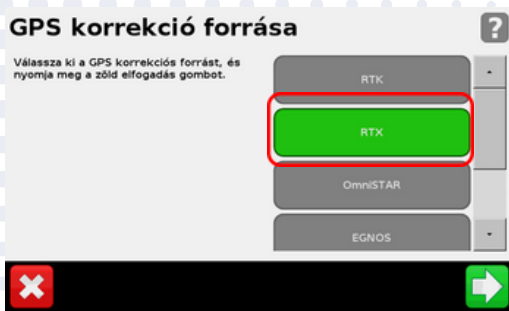 GPS korrekció forrása
?
Válassza ki a GPS korrekciós forrást, és
nyomja meg a zöld elfogadás gombot.
RTK
RTX
OmniSTAR
EGNOS